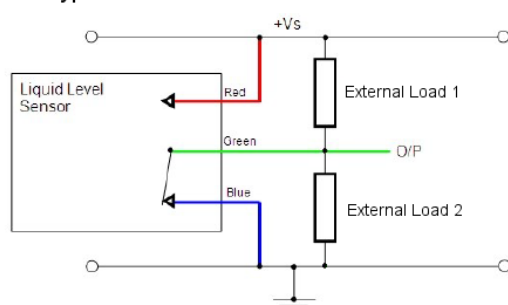 +Vs
Liquid Level
Sensor
Red
External Load 1
Green
O/P
Blue
External Load 2